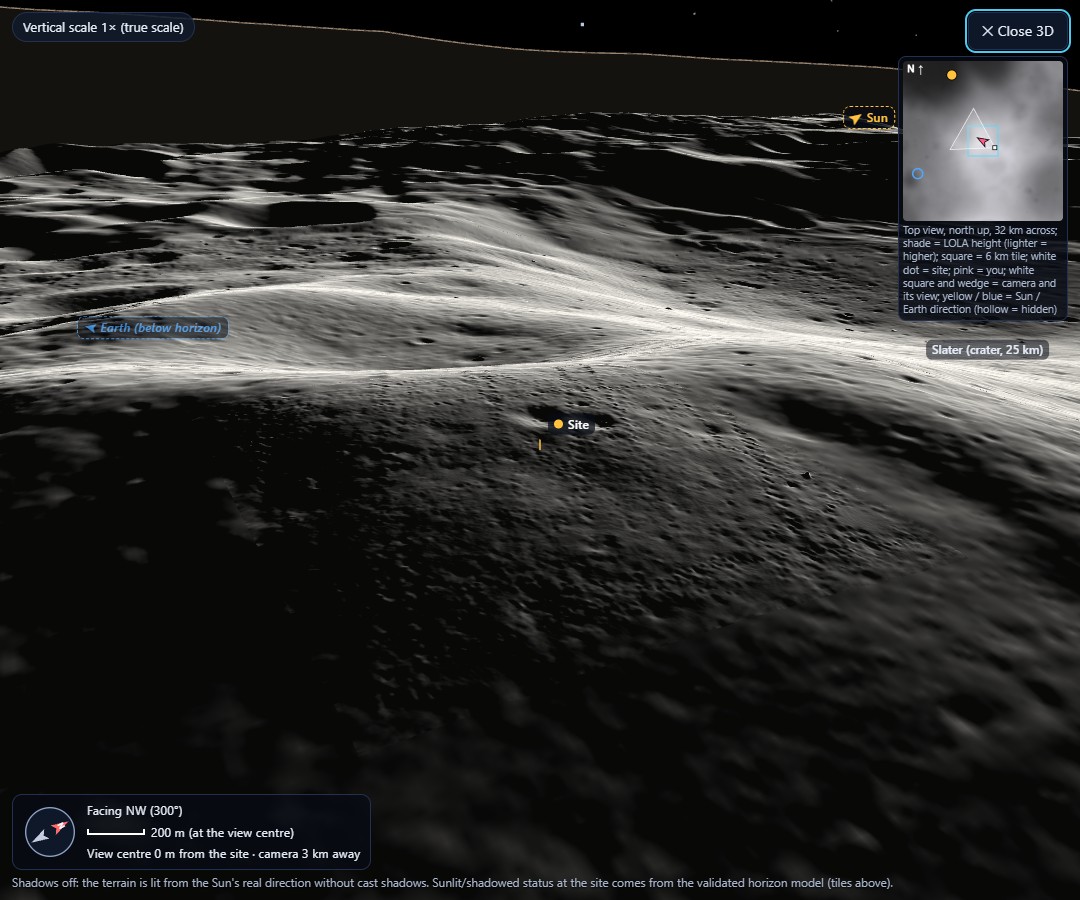 Vertical scale 1× (true scale)
✕ Close 3D
N ↑
Sun
Top view, north up, 32 km across;
shade = LOLA height (lighter =
higher); square = 6 km tile; white
dot = site; pink = you; white
square and wedge = camera and
its view; yellow / blue = Sun /
Earth direction (hollow = hidden)
Earth (below horizon)
Slater (crater, 25 km)
Site
Facing NW (300°)
200 m (at the view centre)
View centre 0 m from the site · camera 3 km away
Shadows off: the terrain is lit from the Sun's real direction without cast shadows. Sunlit/shadowed status at the site comes from the validated horizon model (tiles above).